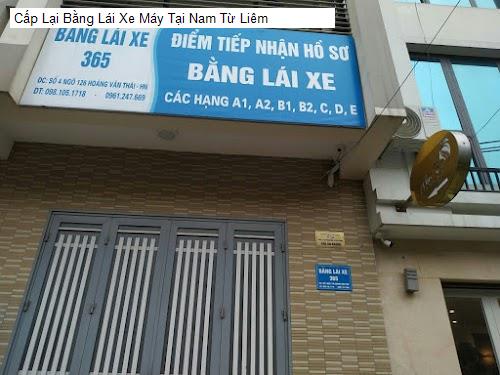 Cấp Lại Bằng Lái Xe Máy Tại Nam Từ Liêm
BẰNG LÁI XE
365
ĐC: SỐ 4 NGÕ 126 HOÀNG VĂN THÁI - HN
DT: 098.105.1718 - 0961.247.669
ĐIỂM TIẾP NHẬN HỒ SƠ
BẰNG LÁI XE
CÁC HẠNG A1, A2, B1, B2, C, D, E
BẰNG LÁI XE
365